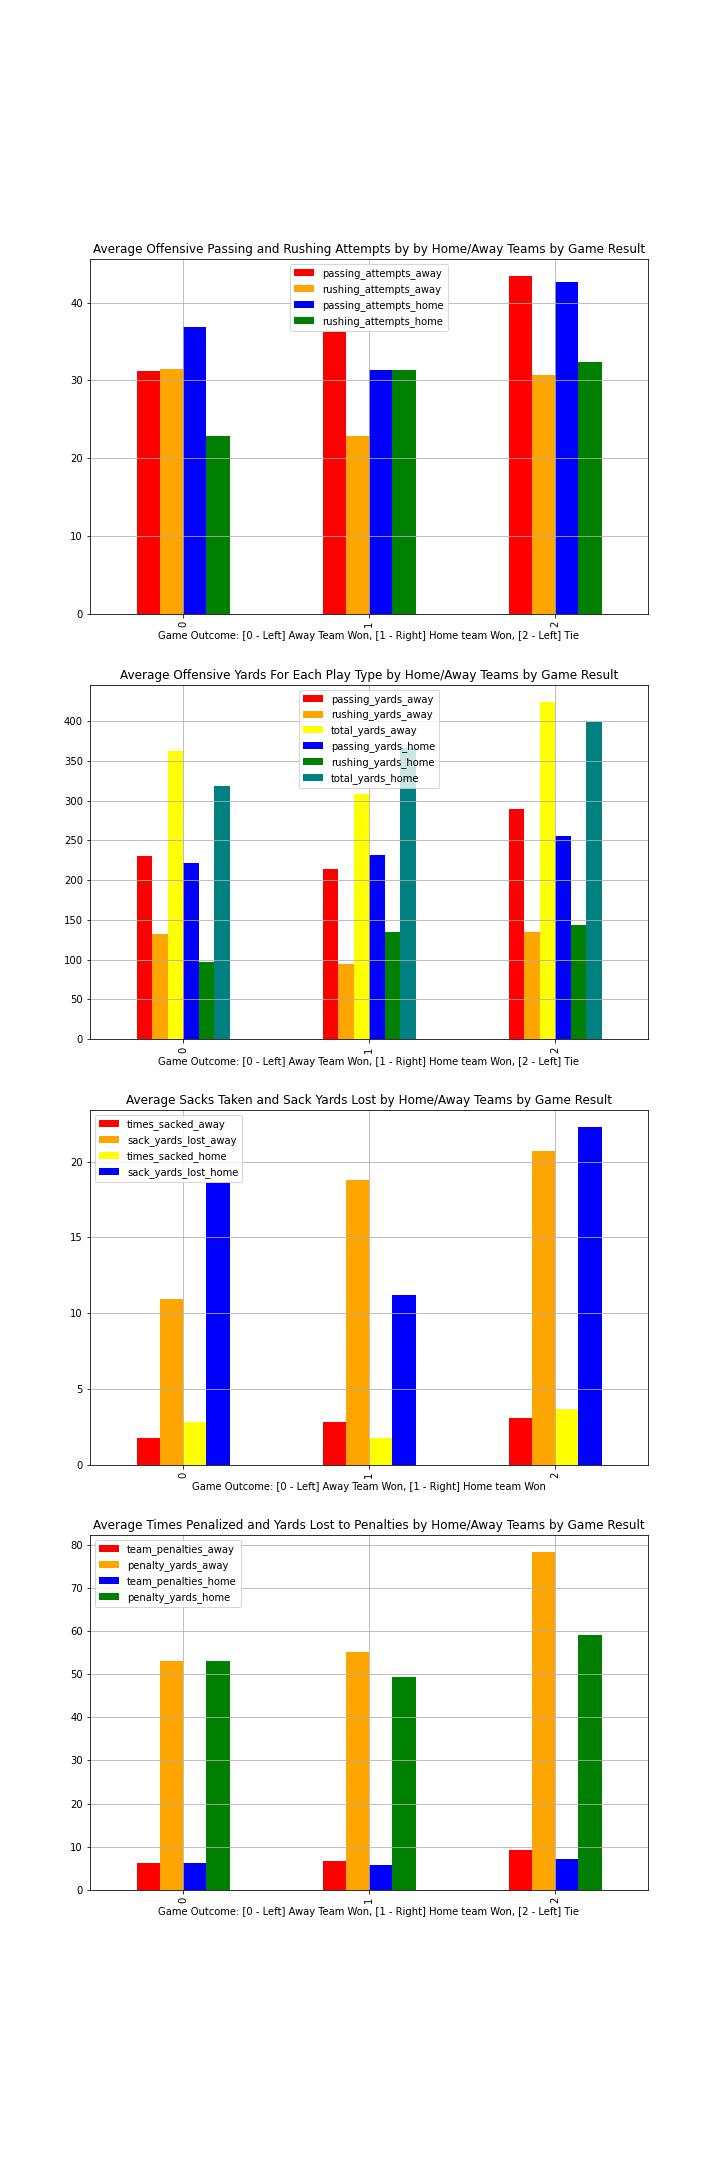 Average Offensive Passing and Rushing Attempts by by Home/Away Teams by Game Result
passing_attempts_away
rushing_attempts_away
passing_attempts_home
rushing_attempts_home
40
30
20
10
0
0 1 2
Game Outcome: [0 - Left] Away Team Won, [1 - Right] Home team Won, [2 - Left] Tie
Average Offensive Yards For Each Play Type by Home/Away Teams by Game Result
passing_yards_away
rushing_yards_away
total_yards_away
passing_yards_home
rushing_yards_home
total_yards_home
400
350
300
250
200
150
100
50
0
0 1 2
Game Outcome: [0 - Left] Away Team Won, [1 - Right] Home team Won, [2 - Left] Tie
Average Sacks Taken and Sack Yards Lost by Home/Away Teams by Game Result
times_sacked_away
sack_yards_lost_away
times_sacked_home
sack_yards_lost_home
20
15
10
5
0
0 1 2
Game Outcome: [0 - Left] Away Team Won, [1 - Right] Home team Won
Average Times Penalized and Yards Lost to Penalties by Home/Away Teams by Game Result
team_penalties_away
penalty_yards_away
team_penalties_home
penalty_yards_home
80
70
60
50
40
30
20
10
0
0 1 2
Game Outcome: [0 - Left] Away Team Won, [1 - Right] Home team Won, [2 - Left] Tie